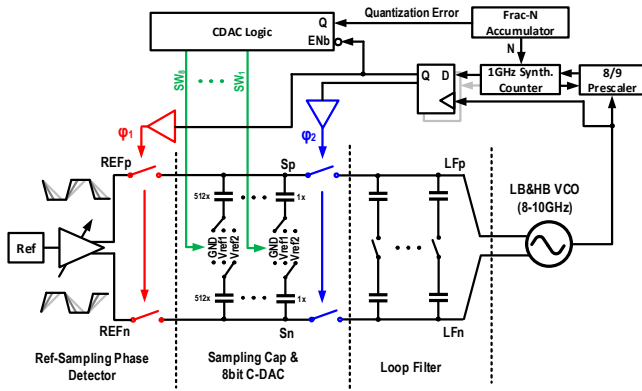 CDAC Logic
Q
ENb
Quantization Error
Frac-N
Accumulator
N
Q D
1GHz Synth.
Counter
8/9
Prescaler
SW8
SW1
φ1
φ2
REFp
Sp
LFp
LB&HB VCO
(8-10GHz)
512x
1x
GND
Vref1
Vref2
GND
Vref1
Vref2
Ref
512x
1x
REFn
Sn
LFn
Ref-Sampling Phase
Detector
Sampling Cap &
8bit C-DAC
Loop Filter